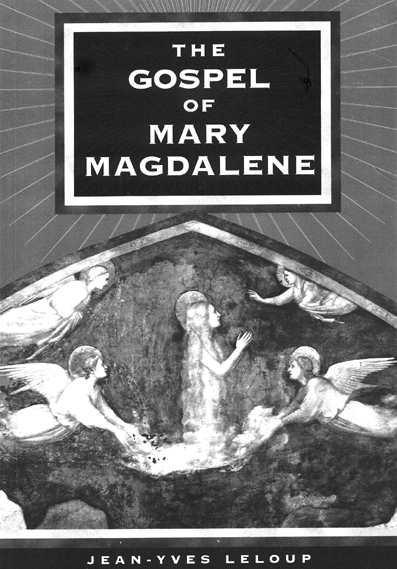 THE
GOSPEL
OF
MARY
MAGDALENE
JEAN-YVES LELOUP